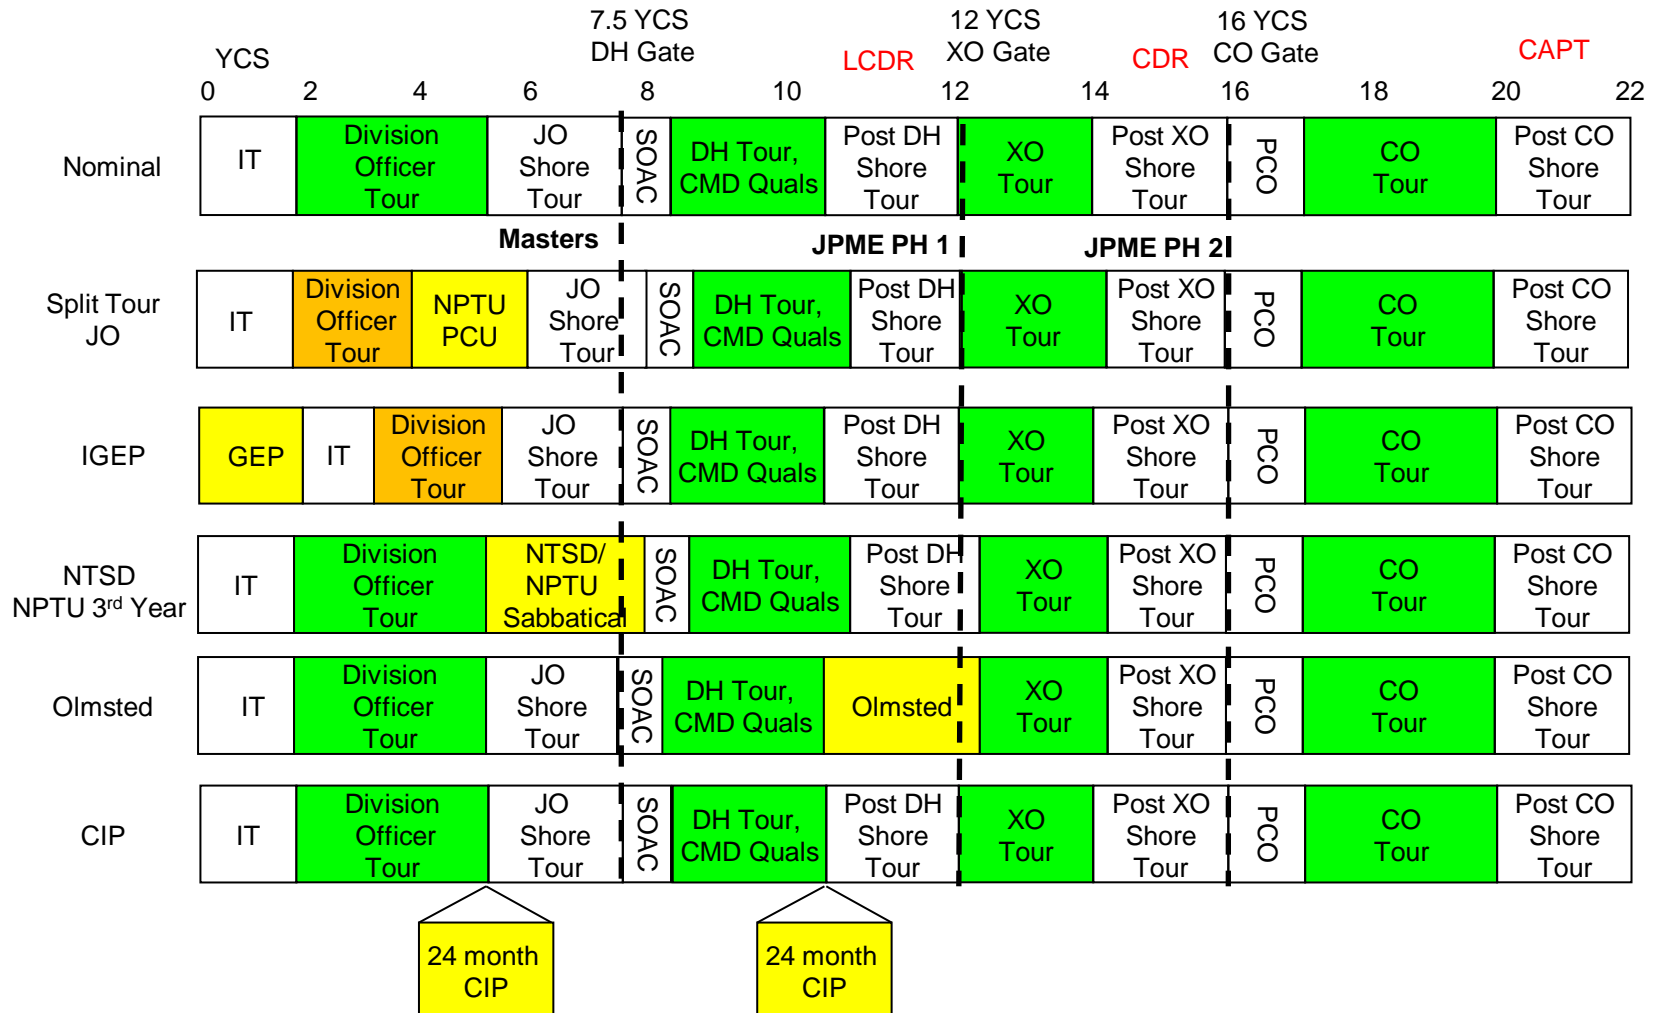 7.5 YCS
DH Gate
12 YCS
XO Gate
16 YCS
CO Gate
YCS
LCDR
CDR
CAPT
0 2 4 6 8 10 12 14 16 18 20 22
Nominal
IT
Division
Officer
Tour
JO
Shore
Tour
SOAC
DH Tour,
CMD Quals
Post DH
Shore
Tour
XO
Tour
Post XO
Shore
Tour
PCO
CO
Tour
Post CO
Shore
Tour
Masters
JPME PH 1
JPME PH 2
Split Tour
JO
IT
Division
Officer
Tour
NPTU
PCU
JO
Shore
Tour
SOAC
DH Tour,
CMD Quals
Post DH
Shore
Tour
XO
Tour
Post XO
Shore
Tour
PCO
CO
Tour
Post CO
Shore
Tour
IGEP
GEP
IT
Division
Officer
Tour
JO
Shore
Tour
SOAC
DH Tour,
CMD Quals
Post DH
Shore
Tour
XO
Tour
Post XO
Shore
Tour
PCO
CO
Tour
Post CO
Shore
Tour
NTSD
NPTU 3rd Year
IT
Division
Officer
Tour
NTSD/
NPTU
Sabbatical
SOAC
DH Tour,
CMD Quals
Post DH
Shore
Tour
XO
Tour
Post XO
Shore
Tour
PCO
CO
Tour
Post CO
Shore
Tour
Olmsted
IT
Division
Officer
Tour
JO
Shore
Tour
SOAC
DH Tour,
CMD Quals
Olmsted
XO
Tour
Post XO
Shore
Tour
PCO
CO
Tour
Post CO
Shore
Tour
CIP
IT
Division
Officer
Tour
JO
Shore
Tour
SOAC
DH Tour,
CMD Quals
Post DH
Shore
Tour
XO
Tour
Post XO
Shore
Tour
PCO
CO
Tour
Post CO
Shore
Tour
24 month
CIP
24 month
CIP